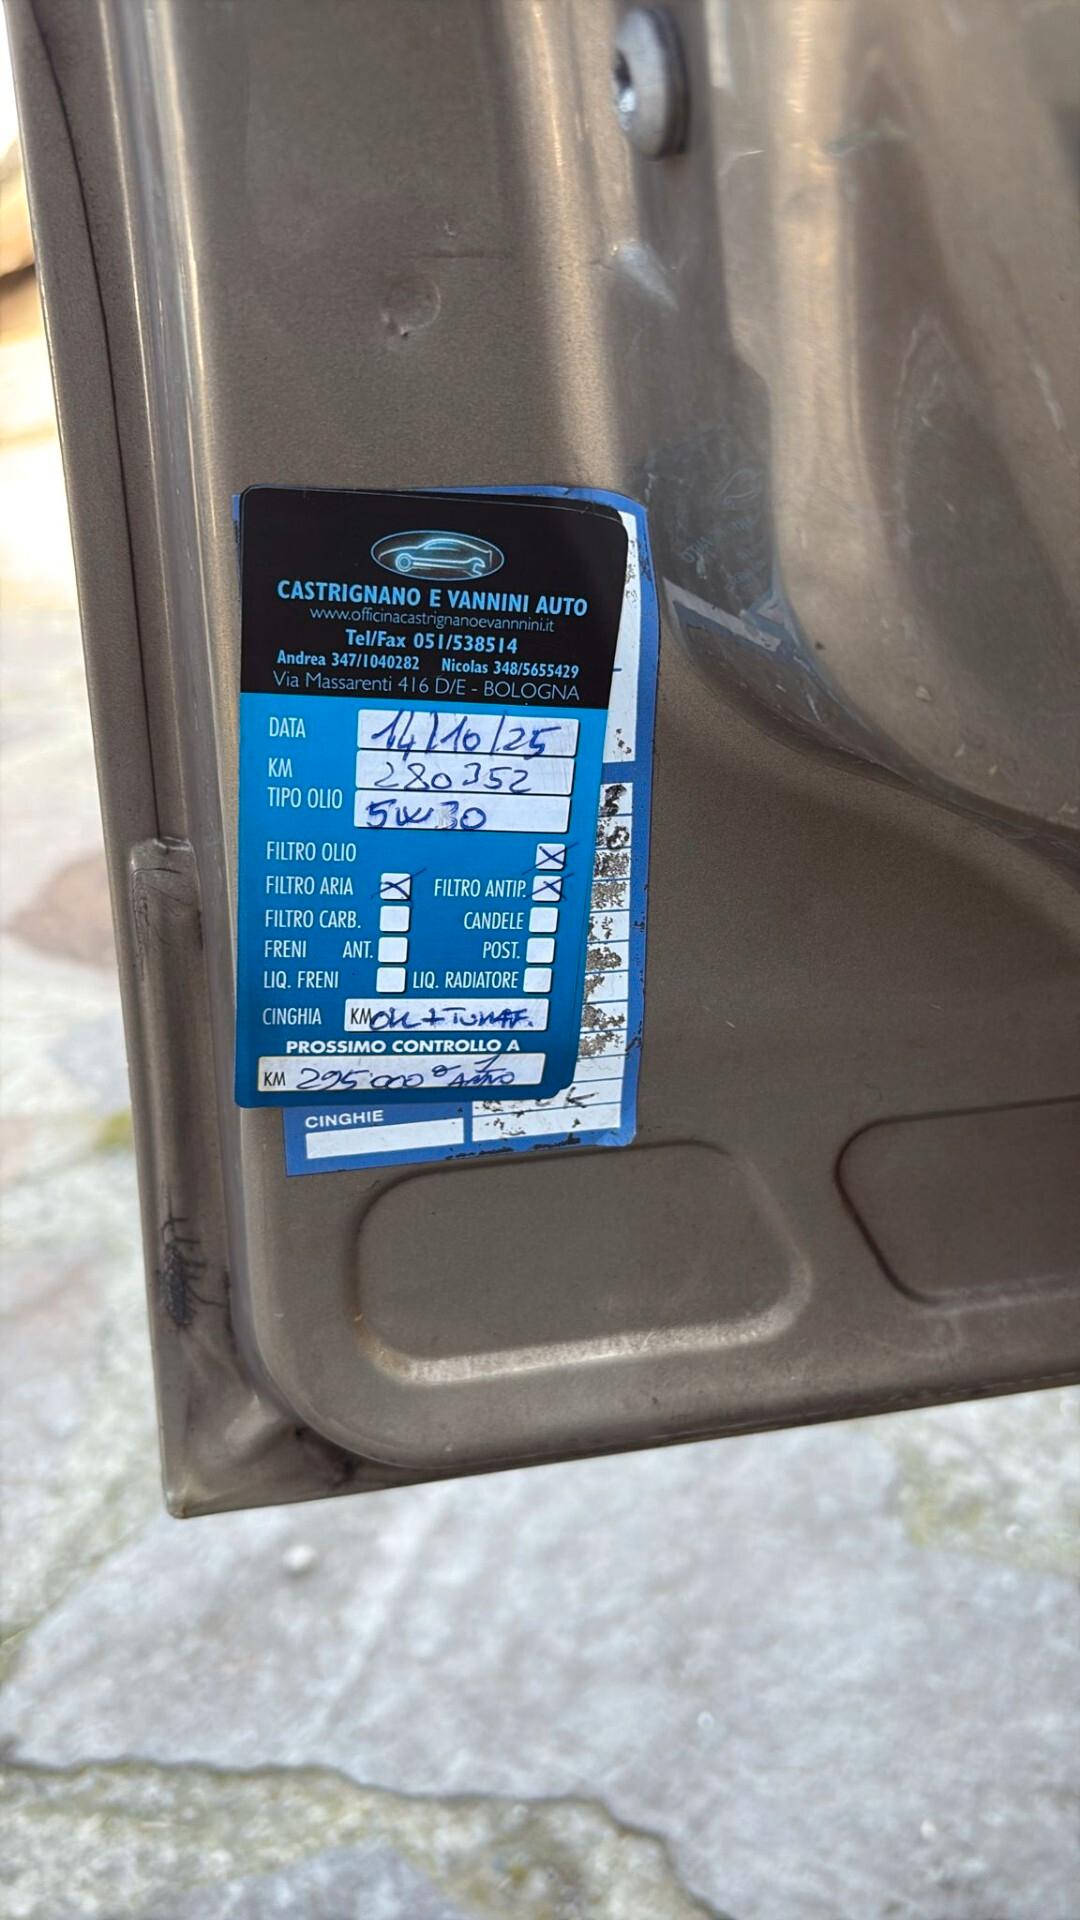 CASTRIGNANO E VANNINI AUTO
www.officinacastrignanoevannnini.it
Tel/Fax 051/538514
Andrea 347/1040282 Nicolas 348/5655429
Via Massarenti 416 D/E - BOLOGNA
DATA 14/10/25
KM 280352
TIPO OLIO 5W30
FILTRO OLIO X
FILTRO ARIA X FILTRO ANTIP. X
FILTRO CARB. CANDELE
FRENI ANT. POST.
LIQ. FRENI LIQ. RADIATORE
CINGHIA KM
PROSSIMO CONTROLLO A
KM 295'000 o 1 ANNO
CINGHIE